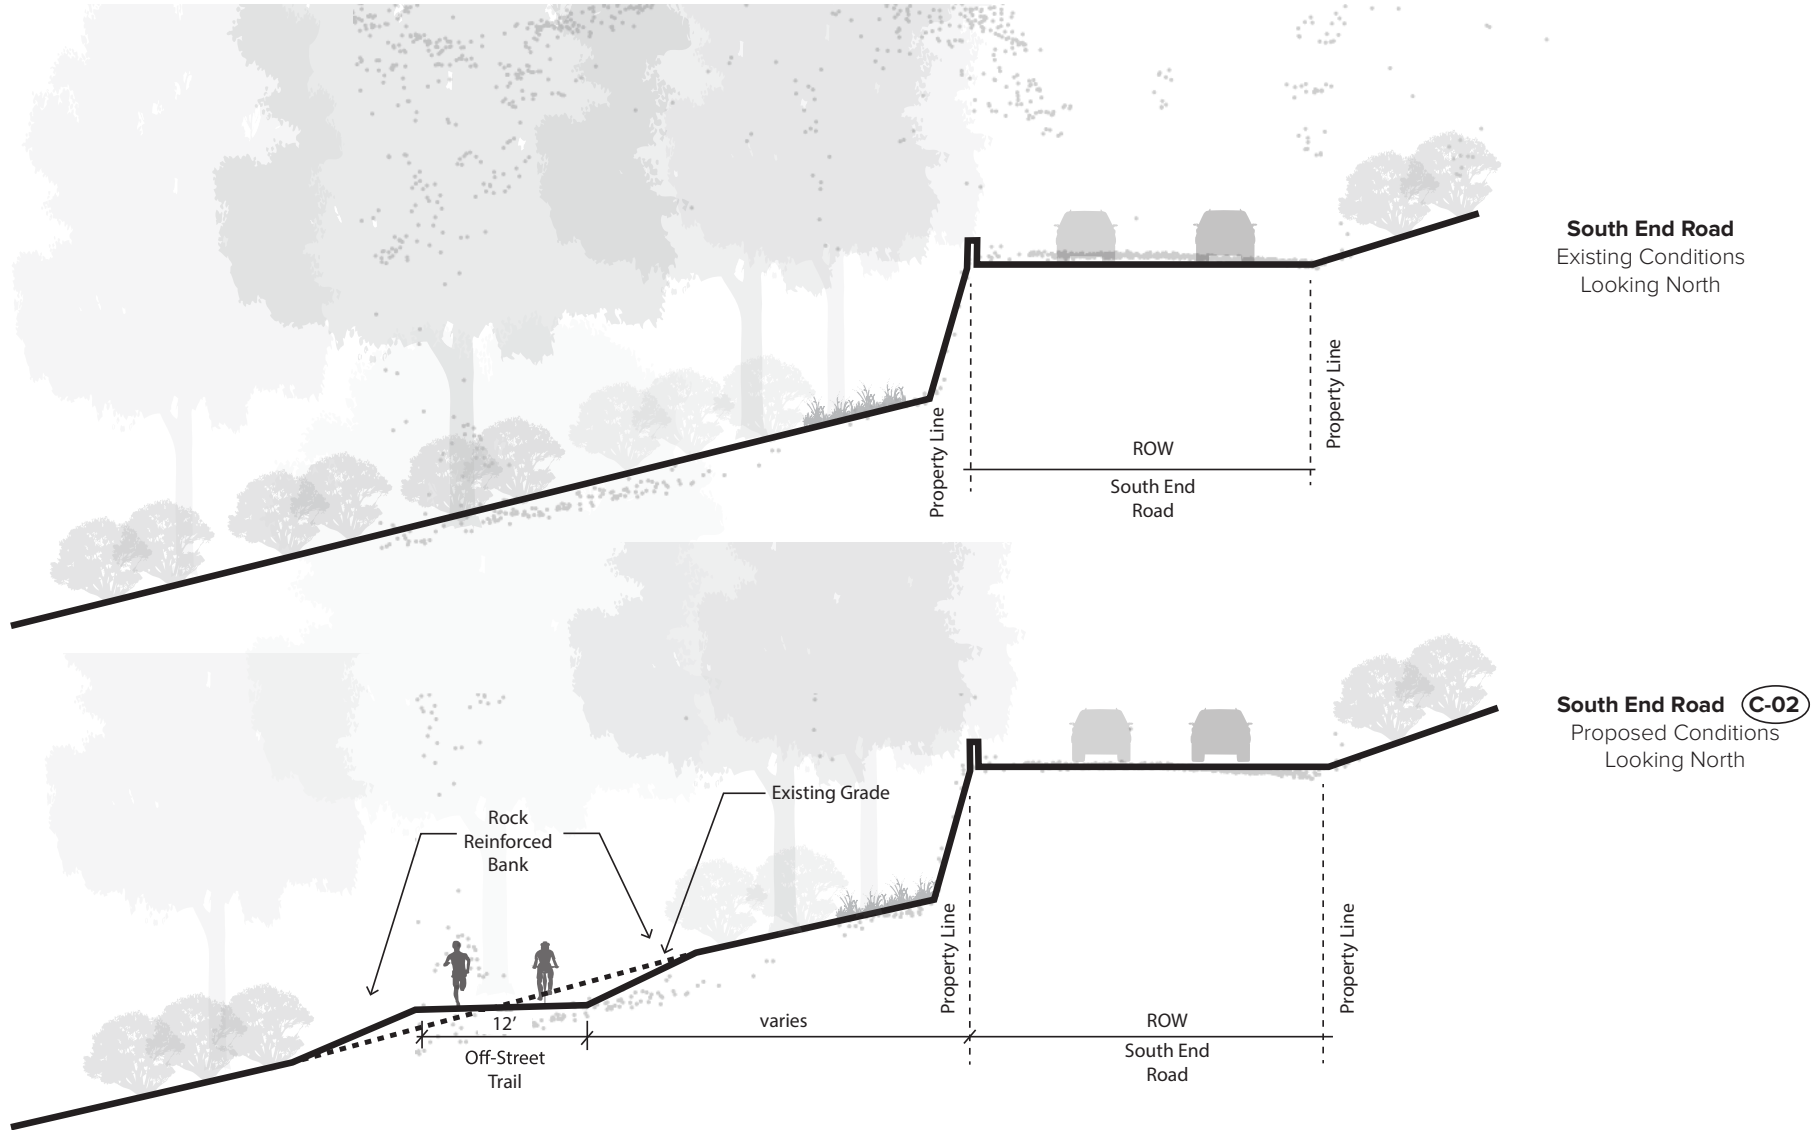 South End Road
Existing Conditions
Looking North
Property Line
Property Line
ROW
South End
Road
South End Road C-02
Proposed Conditions
Looking North
Existing Grade
Rock
Reinforced
Bank
Property Line
Property Line
12'
varies
ROW
Off-Street
Trail
South End
Road